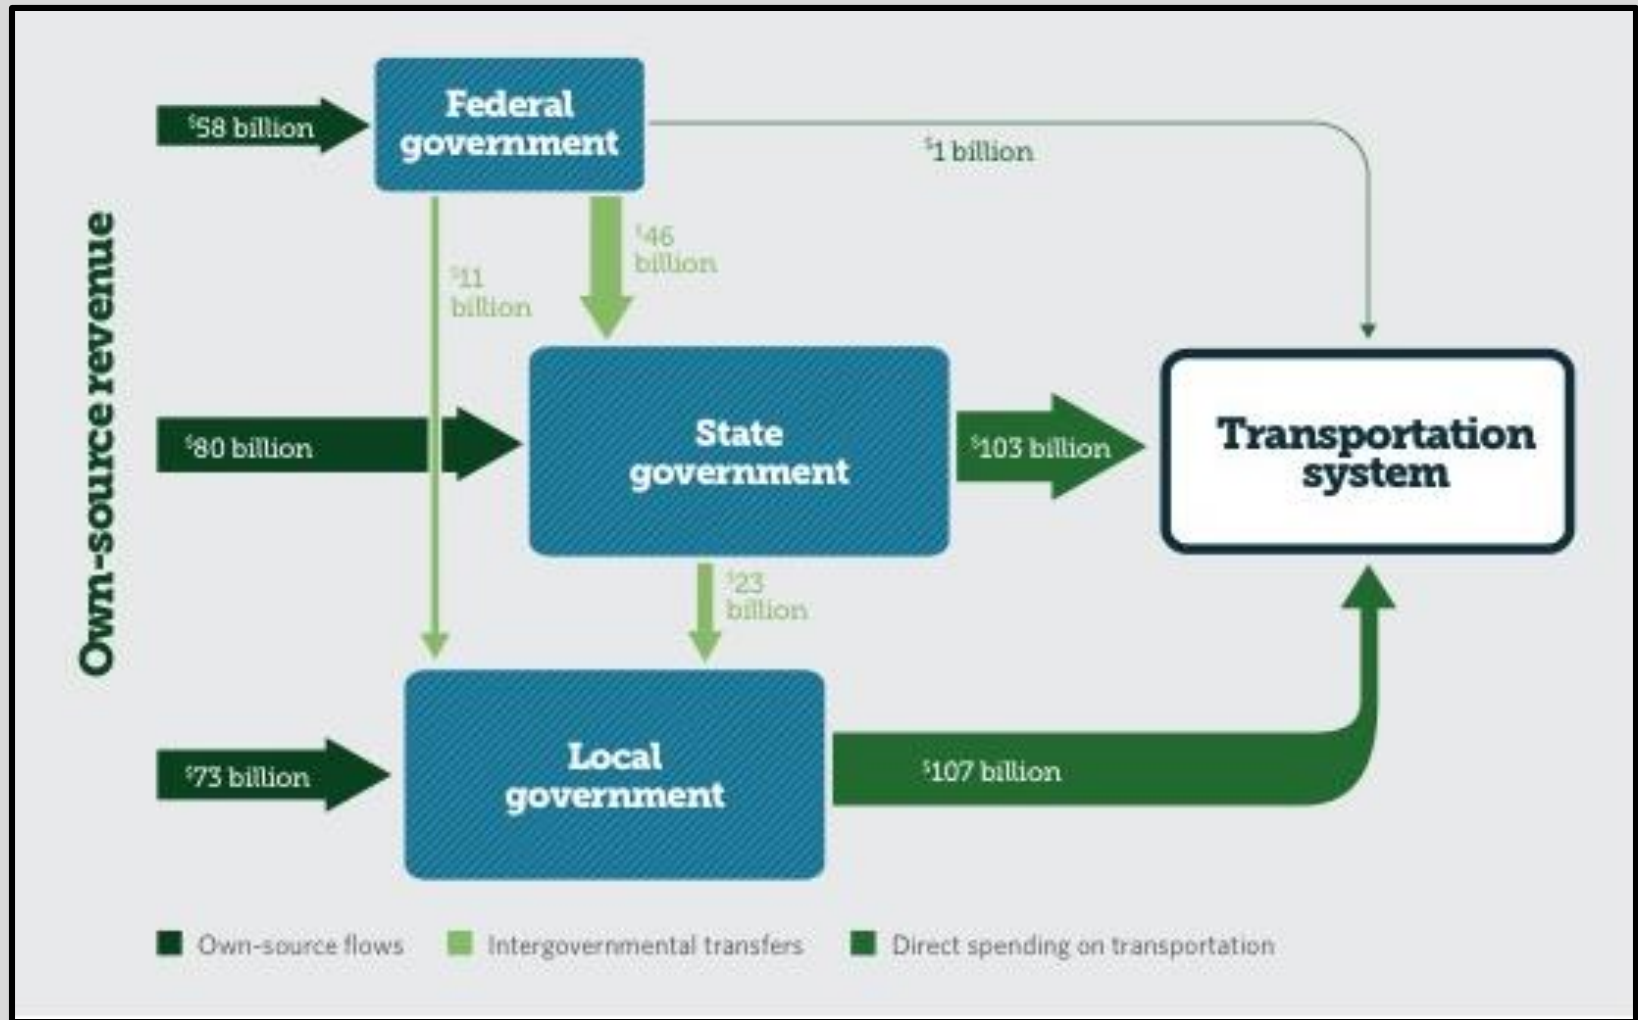 Federal
government
$58 billion
$1 billion
$46
billion
$11
billion
Own-source revenue
State
government
$80 billion
$103 billion
Transportation
system
$23
billion
Local
government
$73 billion
$107 billion
Own-source flows
Intergovernmental transfers
Direct spending on transportation